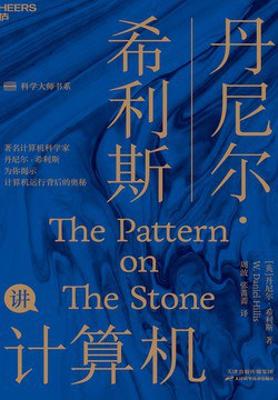 CHEERS
湛庐
丹尼尔·
希利斯
科学大师书系
著名计算机科学家
丹尼尔·希利斯
为你揭示
计算机运行背后的奥秘
The Pattern
on
The Stone
讲
计算机
[美]丹尼尔·希利斯 著
W. Daniel Hillis